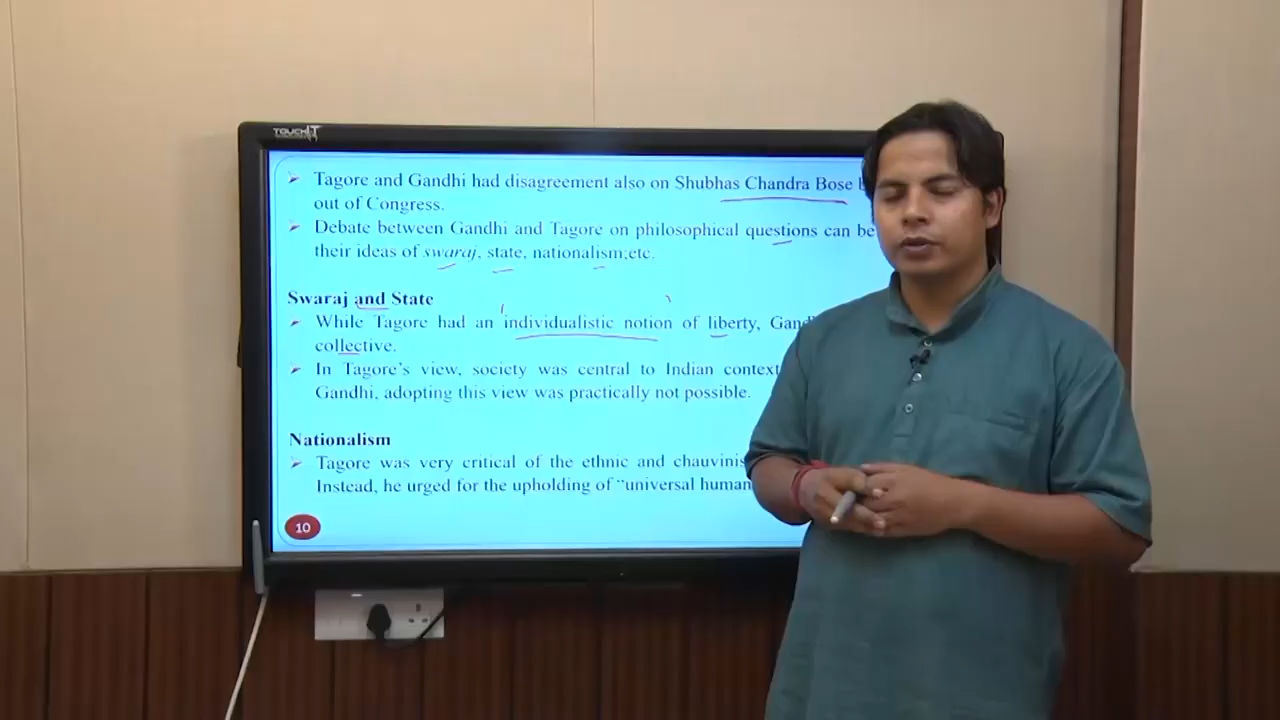 TOUCHIT
➢ Tagore and Gandhi had disagreement also on Shubhas Chandra Bose
out of Congress.
➢ Debate between Gandhi and Tagore on philosophical questions can be
their ideas of swaraj, state, nationalism;etc.
Swaraj and State
➢ While Tagore had an individualistic notion of liberty,
collective.
➢ In Tagore’s view, society was central to Indian context
Gandhi, adopting this view was practically not possible.
Nationalism
➢ Tagore was very critical of the ethnic and
Instead, he urged for the upholding of “universal
10